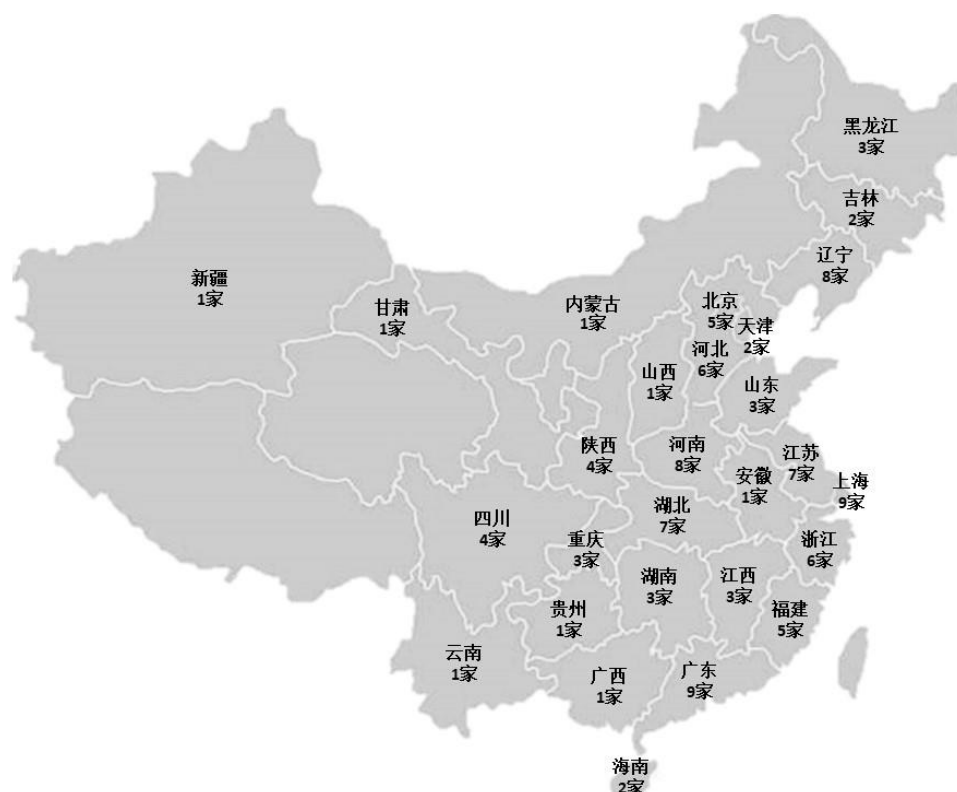 黑龙江
3家
吉林
2家
辽宁
8家
新疆
1家
甘肃
1家
内蒙古
1家
北京
5家
天津
2家
河北
6家
山西
1家
山东
3家
陕西
4家
河南
8家
江苏
7家
安徽
1家
上海
9家
四川
4家
湖北
7家
重庆
3家
浙江
6家
湖南
3家
江西
3家
贵州
1家
福建
5家
云南
1家
广西
1家
广东
9家
海南
2家